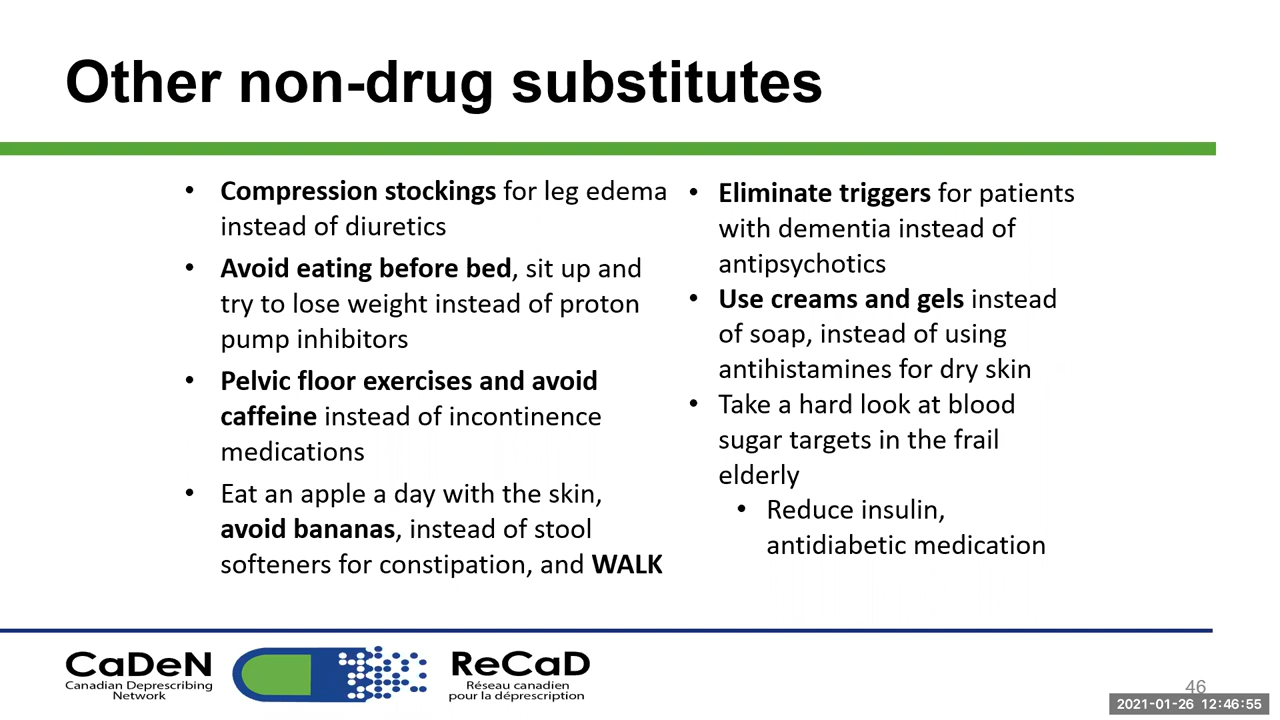 Other non-drug substitutes
• Compression stockings for leg edema
instead of diuretics
• Avoid eating before bed, sit up and
try to lose weight instead of proton
pump inhibitors
• Pelvic floor exercises and avoid
caffeine instead of incontinence
medications
• Eat an apple a day with the skin,
avoid bananas, instead of stool
softeners for constipation, and WALK
• Eliminate triggers for patients
with dementia instead of
antipsychotics
• Use creams and gels instead
of soap, instead of using
antihistamines for dry skin
• Take a hard look at blood
sugar targets in the frail
elderly
• Reduce insulin,
antidiabetic medication
CaDeN
Canadian Deprescribing
Network
ReCaD
Réseau canadien
pour la déprescription
46
2021-01-26 12:46:55